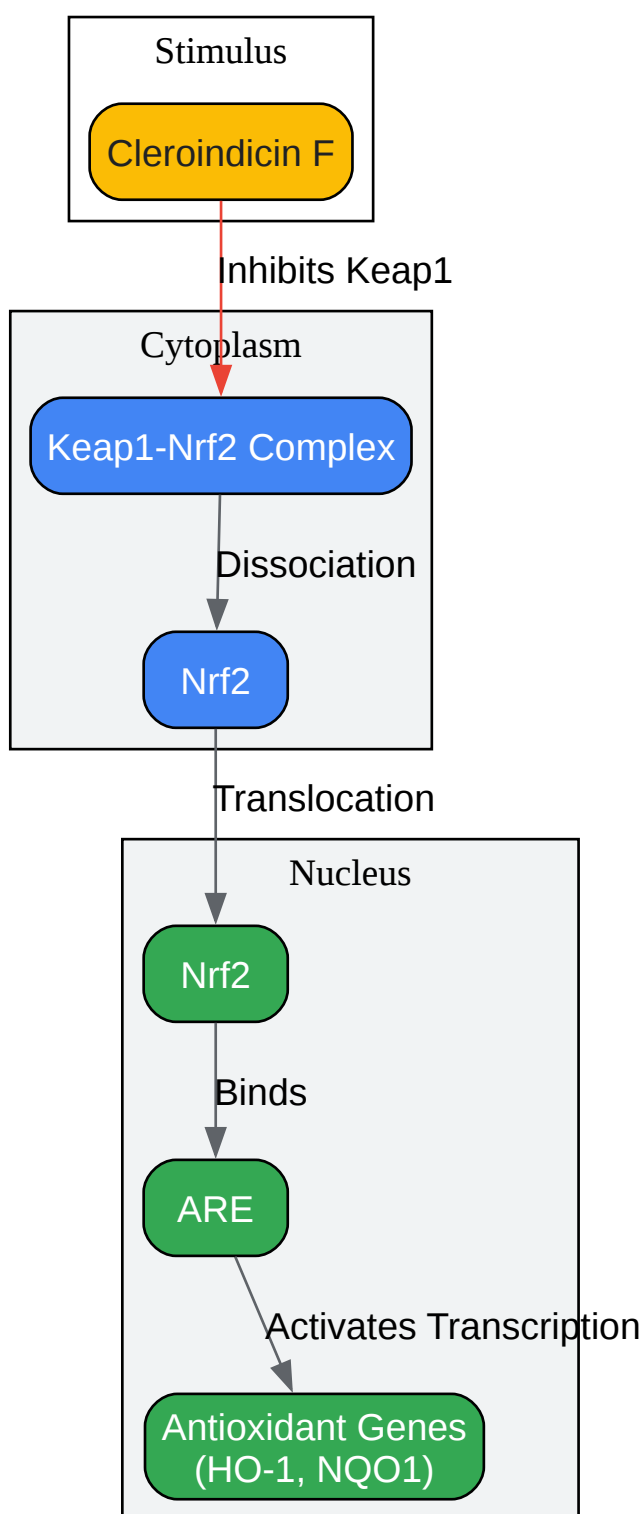 Stimulus
Cleroindicin F
Inhibits Keap1
Cytoplasm
Keap1-Nrf2 Complex
Dissociation
Nrf2
Translocation
Nucleus
Nrf2
Binds
ARE
Activates Transcription
Antioxidant Genes
(HO-1, NQO1)